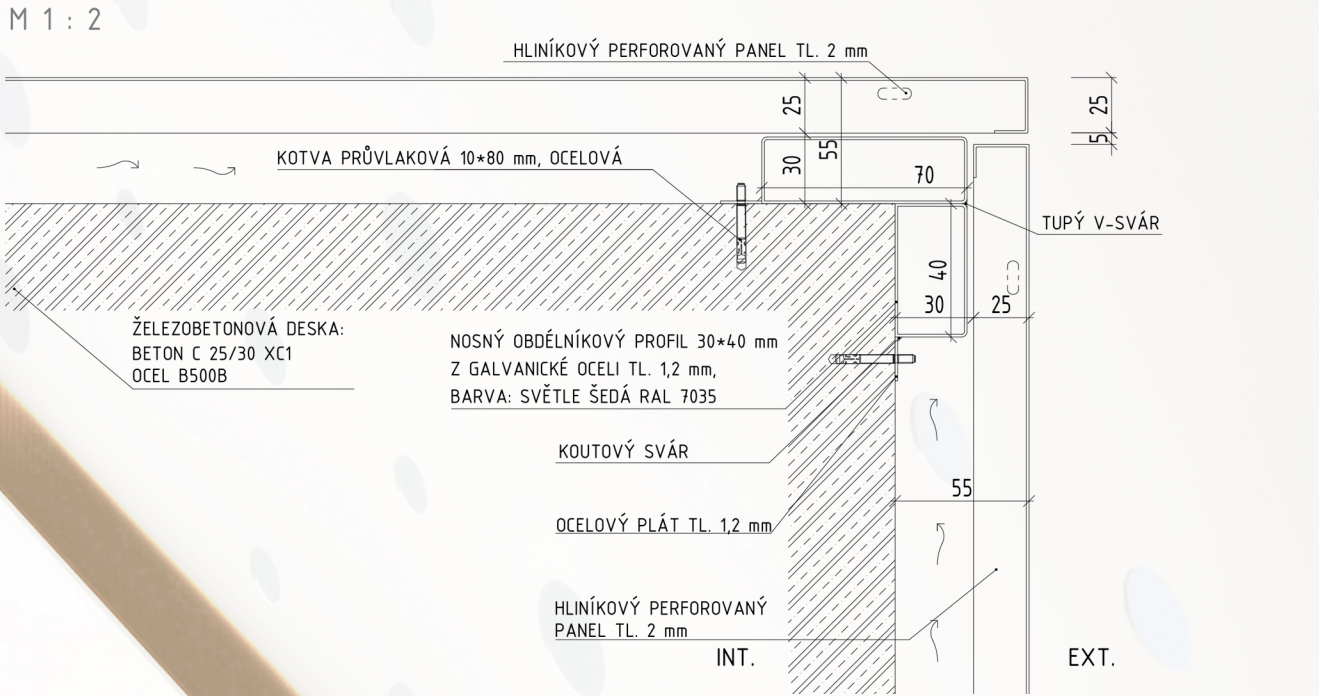 M 1 : 2
HLINÍKOVÝ PERFOROVANÝ PANEL TL. 2 mm
25
25
55
5
KOTVA PRŮVLAKOVÁ 10*80 mm, OCELOVÁ
30
70
TUPÝ V-SVÁR
40
30
25
ŽELEZOBETONOVÁ DESKA:
BETON C 25/30 XC1
OCEL B500B
NOSNÝ OBDÉLNÍKOVÝ PROFIL 30*40 mm
Z GALVANICKÉ OCELI TL. 1,2 mm,
BARVA: SVĚTLE ŠEDÁ RAL 7035
KOUTOVÝ SVÁR
55
OCELOVÝ PLÁT TL. 1,2 mm
HLINÍKOVÝ PERFOROVANÝ
PANEL TL. 2 mm
INT.
EXT.